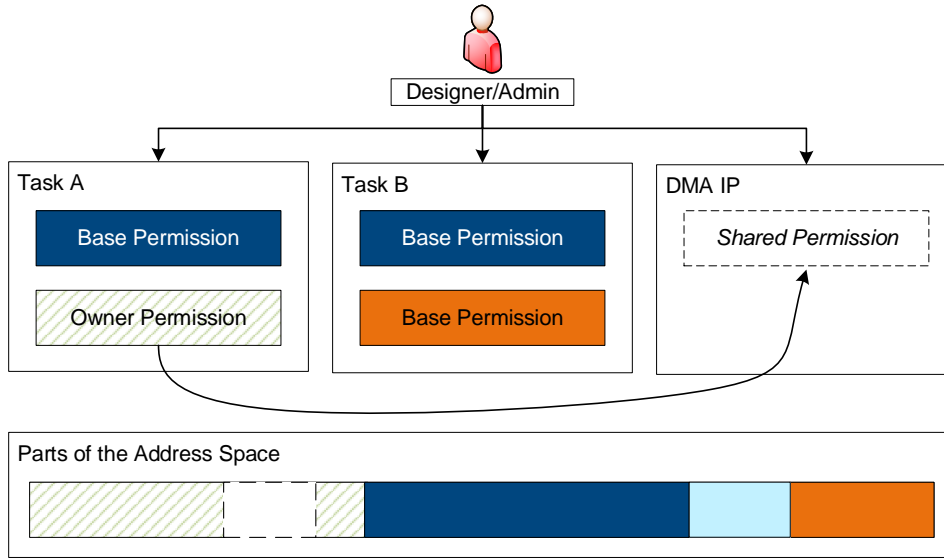 Designer/Admin
Task A
Base Permission
Owner Permission
Task B
Base Permission
Base Permission
DMA IP
Shared Permission
Parts of the Address Space